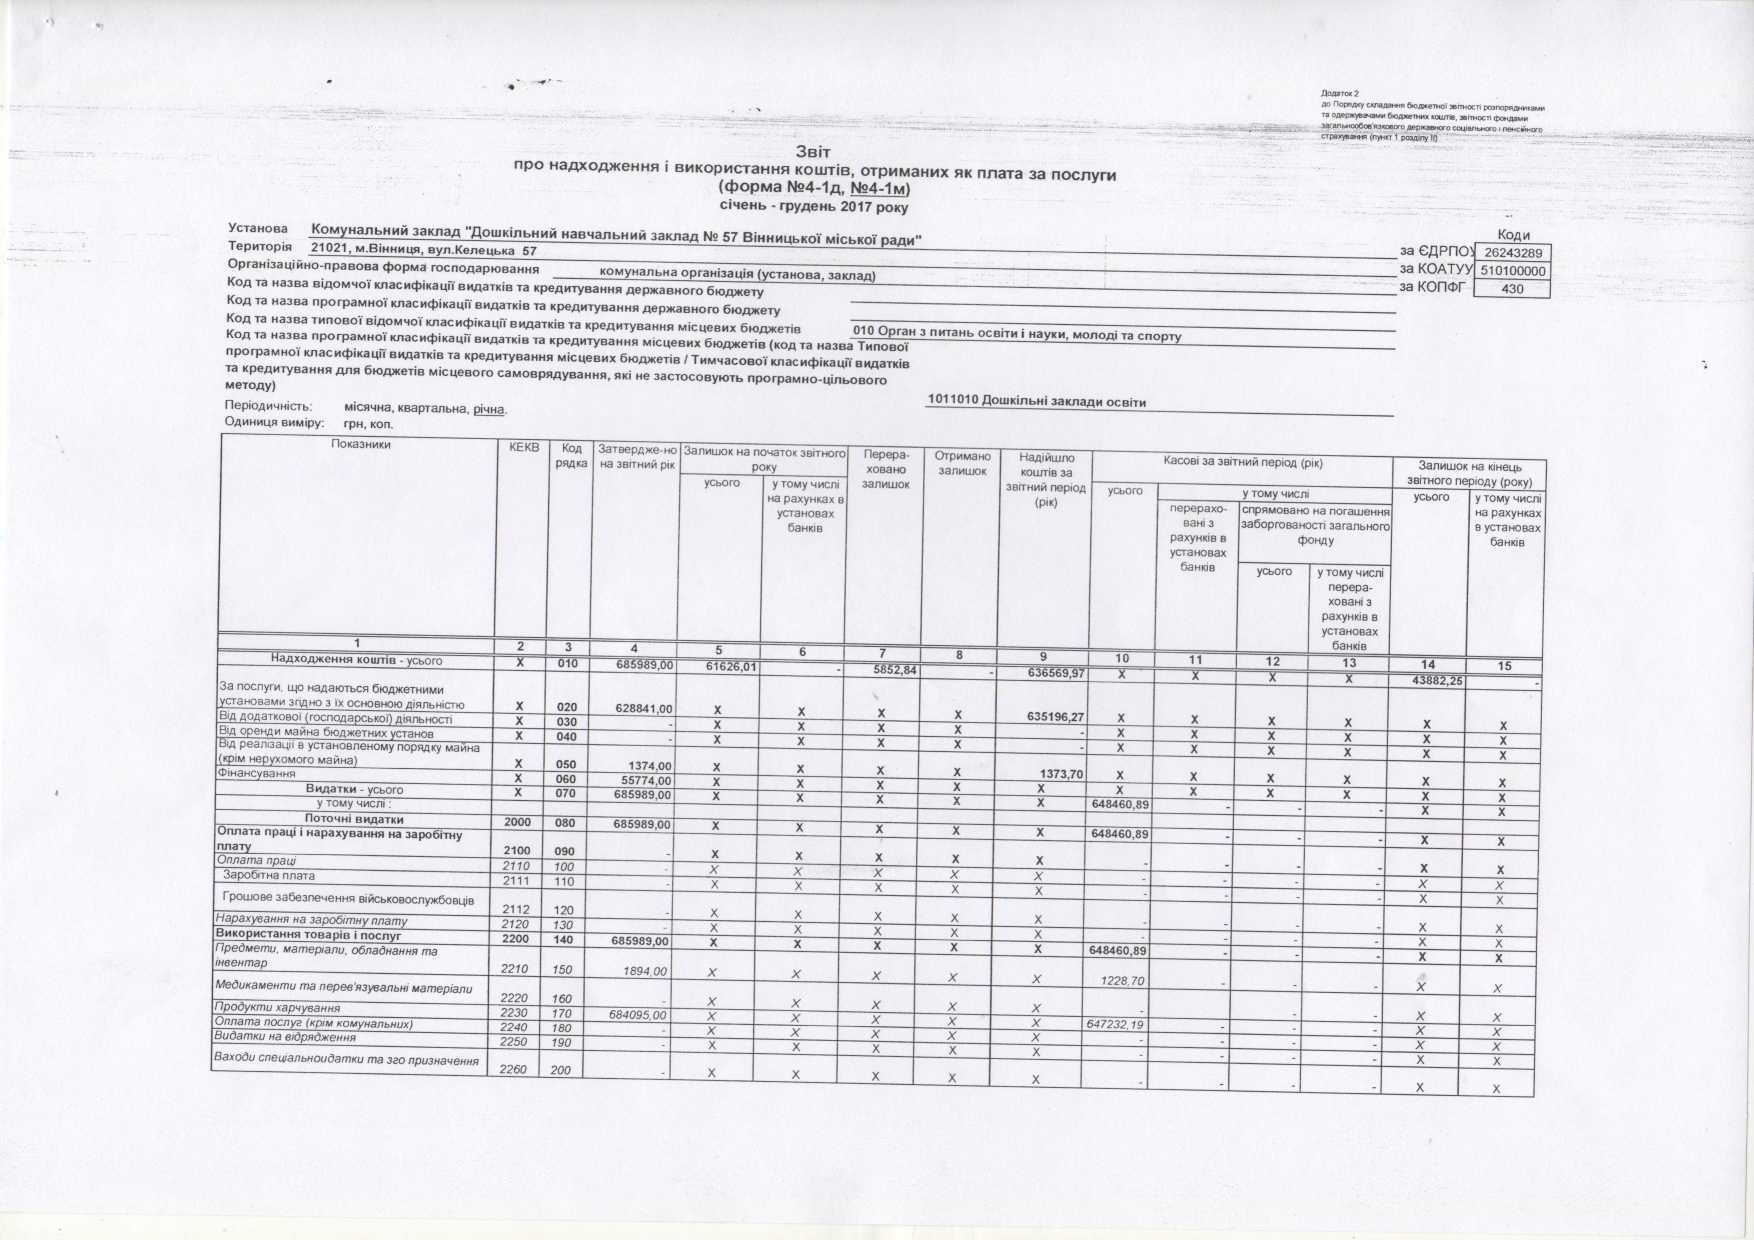 Додаток 2
до Порядку складання бюджетної звітності розпорядниками
та одержувачами бюджетних коштів, звітності фондами
загальнообов'язкового державного соціального і пенсійного
страхування (пункт 1 розділу II)
Звіт
про надходження і використання коштів, отриманих як плата за послуги
(форма №4-1д, №4-1м)
січень - грудень 2017 року
Коди
Установа Комунальний заклад "Дошкільний навчальний заклад № 57 Вінницької міської ради" за ЄДРПОУ 26243289
Територія 21021, м.Вінниця, вул.Келецька 57 за КОАТУУ 510100000
Організаційно-правова форма господарювання комунальна організація (установа, заклад) за КОПФГ 430
Код та назва відомчої класифікації видатків та кредитування державного бюджету
Код та назва програмної класифікації видатків та кредитування державного бюджету
Код та назва типової відомчої класифікації видатків та кредитування місцевих бюджетів 010 Орган з питань освіти і науки, молоді та спорту
Код та назва програмної класифікації видатків та кредитування місцевих бюджетів (код та назва Типової
програмної класифікації видатків та кредитування місцевих бюджетів / Тимчасової класифікації видатків
та кредитування для бюджетів місцевого самоврядування, які не застосовують програмно-цільового
методу) 1011010 Дошкільні заклади освіти
Періодичність: місячна, квартальна, річна.
Одиниця виміру: грн, коп.
Показники
КЕКВ
Код
рядка
Затвердже-но
на звітний рік
Залишок на початок звітного
року
усього
у тому числі
на рахунках в
установах
банків
Перера-
ховано
залишок
Отримано
залишок
Надійшло
коштів за
звітний період
(рік)
Касові за звітний період (рік)
усього
у тому числі
перерахо-
вані з
рахунків в
установах
банків
спрямовано на погашення
заборгованості загального
фонду
усього
у тому числі
перера-
ховані з
рахунків в
установах
банків
Залишок на кінець
звітного періоду (року)
усього
у тому числі
на рахунках
в установах
банків
1 2 3 4 5 6 7 8 9 10 11 12 13 14 15
Надходження коштів - усього X 010 685989,00 61626,01 - 5852,84 - 636569,97 X X X X 43882,25 -
За послуги, що надаються бюджетними
установами згідно з їх основною діяльністю X 020 628841,00 X X X X 635196,27 X X X X X X
Від додаткової (господарської) діяльності X 030 - X X X X - X X X X X X
Від оренди майна бюджетних установ X 040 - X X X X - X X X X X X
Від реалізації в установленому порядку майна
(крім нерухомого майна) X 050 1374,00 X X X X 1373,70 X X X X X X
Фінансування X 060 55774,00 X X X X X X X X X X X
Видатки - усього X 070 685989,00 X X X X X 648460,89 - - - X X
у тому числі :
Поточні видатки 2000 080 685989,00 X X X X X 648460,89 - - - X X
Оплата праці і нарахування на заробітну
плату 2100 090 - X X X X X - - - - X X
Оплата праці 2110 100 - X X X X X - - - - X X
Заробітна плата 2111 110 - X X X X X - - - - X X
Грошове забезпечення військовослужбовців 2112 120 - X X X X X - - - - X X
Нарахування на заробітну плату 2120 130 - X X X X X - - - - X X
Використання товарів і послуг 2200 140 685989,00 X X X X X 648460,89 - - - X X
Предмети, матеріали, обладнання та
інвентар 2210 150 1894,00 X X X X X 1228,70 - - - X X
Медикаменти та перев'язувальні матеріали 2220 160 - X X X X X - - - - X X
Продукти харчування 2230 170 684095,00 X X X X X 647232,19 - - - X X
Оплата послуг (крім комунальних) 2240 180 - X X X X X - - - - X X
Видатки на відрядження 2250 190 - X X X X X - - - - X X
Ваходи спеціальноидатки та зго призначення 2260 200 - X X X X X - - - - X X